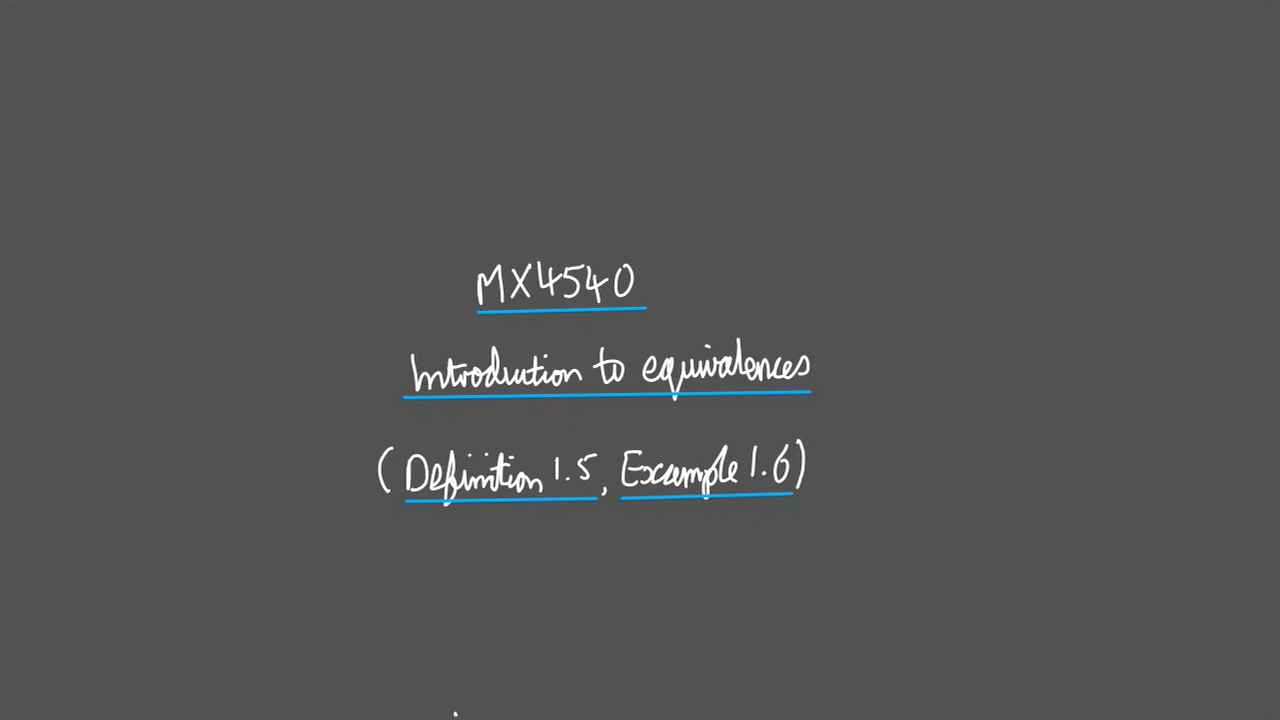 MX4540
Introduction to equivalences
(Definition 1.5, Example 1.6)